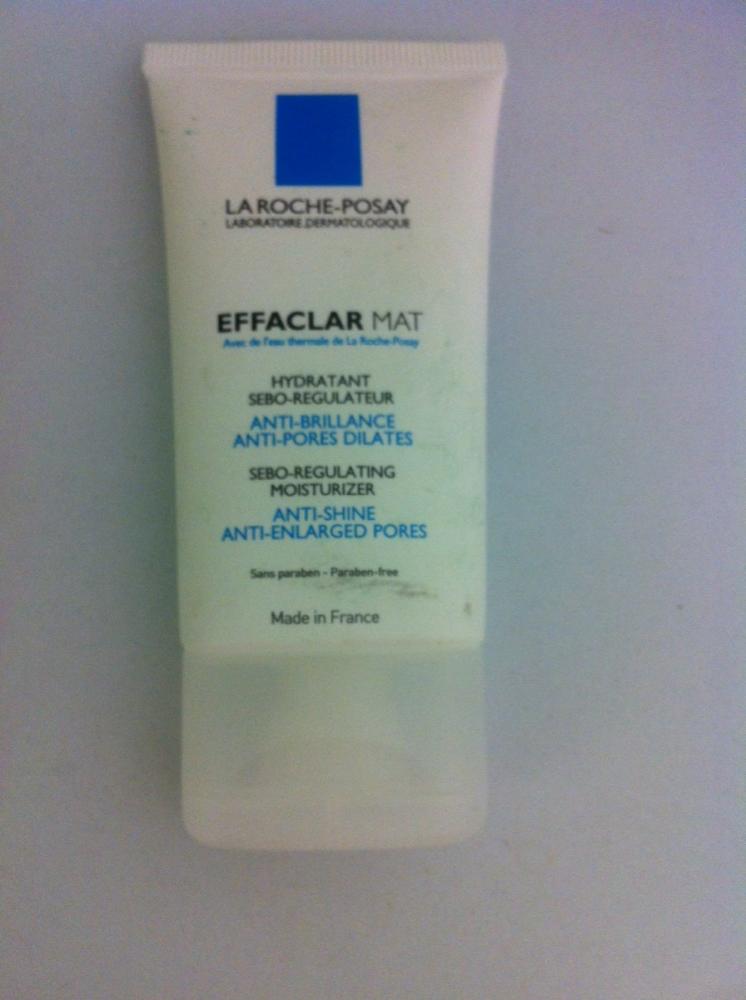 LA ROCHE-POSAY
LABORATOIRE DERMATOLOGIQUE
EFFACLAR MAT
Avec de l'eau thermale de La Roche-Posay
HYDRATANT
SEBO-REGULATEUR
ANTI-BRILLANCE
ANTI-PORES DILATES
SEBO-REGULATING
MOISTURIZER
ANTI-SHINE
ANTI-ENLARGED PORES
Sans paraben - Paraben-free
Made in France